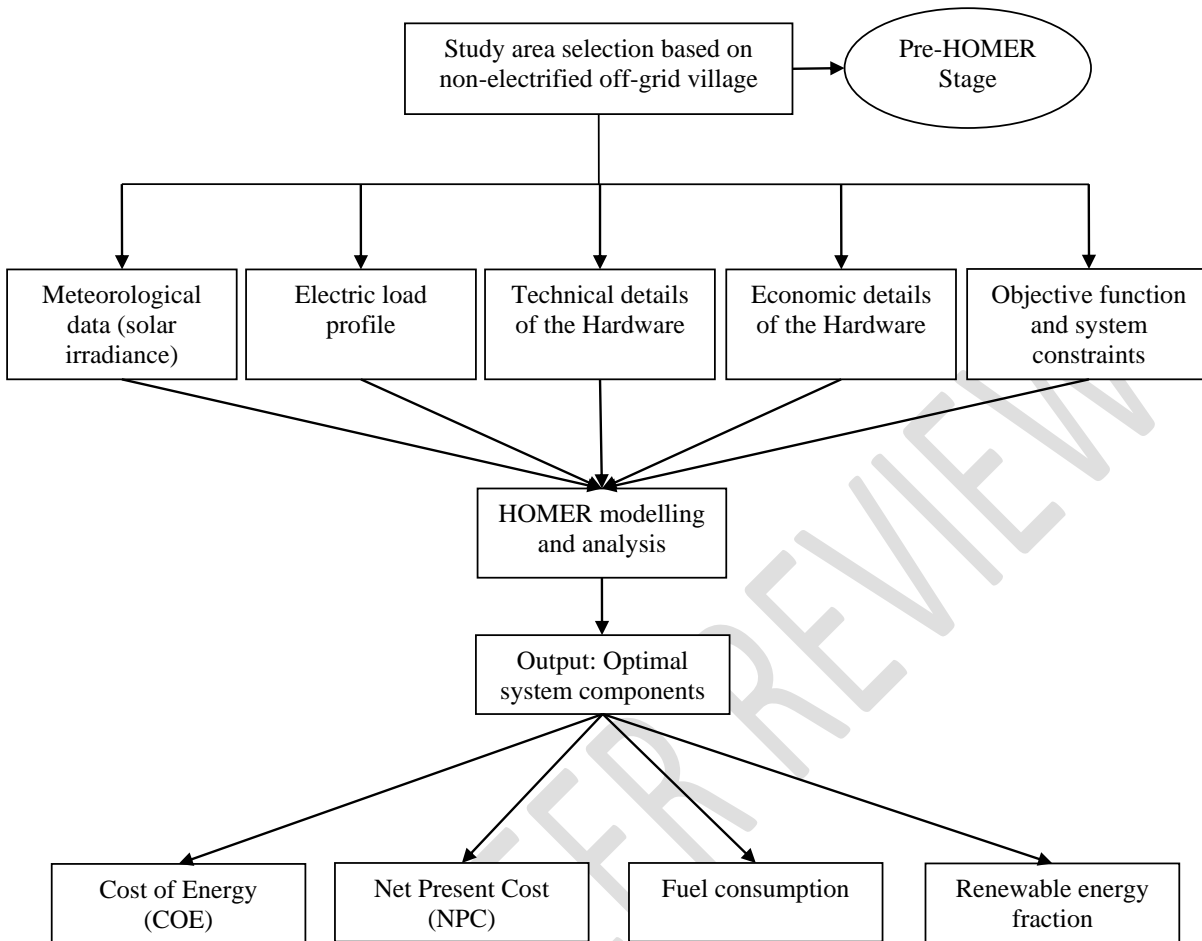 Study area selection based on
non-electrified off-grid village
Pre-HOMER
Stage
Meteorological
data (solar
irradiance)
Electric load
profile
Technical details
of the Hardware
Economic details
of the Hardware
Objective function
and system
constraints
HOMER modelling
and analysis
Output: Optimal
system components
Cost of Energy
(COE)
Net Present Cost
(NPC)
Fuel consumption
Renewable energy
fraction
ER REVIEW